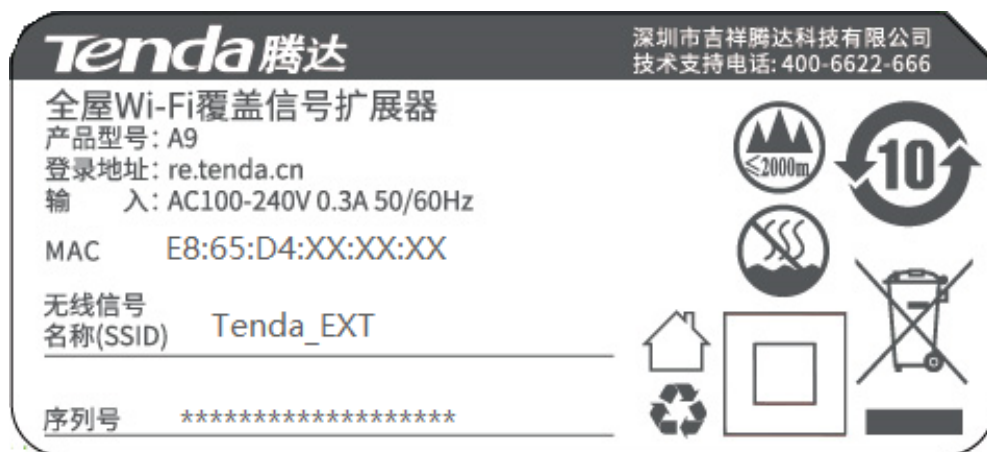 Tenda腾达
深圳市吉祥腾达科技有限公司
技术支持电话: 400-6622-666
全屋Wi-Fi覆盖信号扩展器
产品型号: A9
登录地址: re.tenda.cn
输 入: AC100-240V 0.3A 50/60Hz
MAC E8:65:D4:XX:XX:XX
无线信号
名称(SSID) Tenda_EXT
序列号 *******************
≤2000m
10